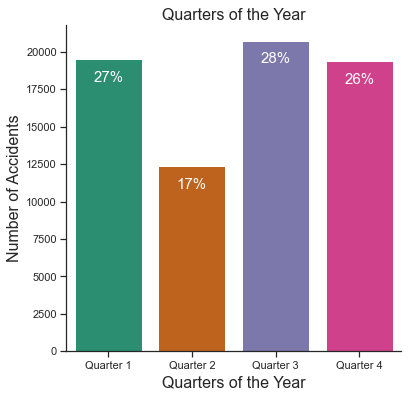 Quarters of the Year
20000
17500
15000
12500
10000
7500
5000
2500
0
Number of Accidents
27%
17%
28%
26%
Quarter 1
Quarter 2
Quarter 3
Quarter 4
Quarters of the Year